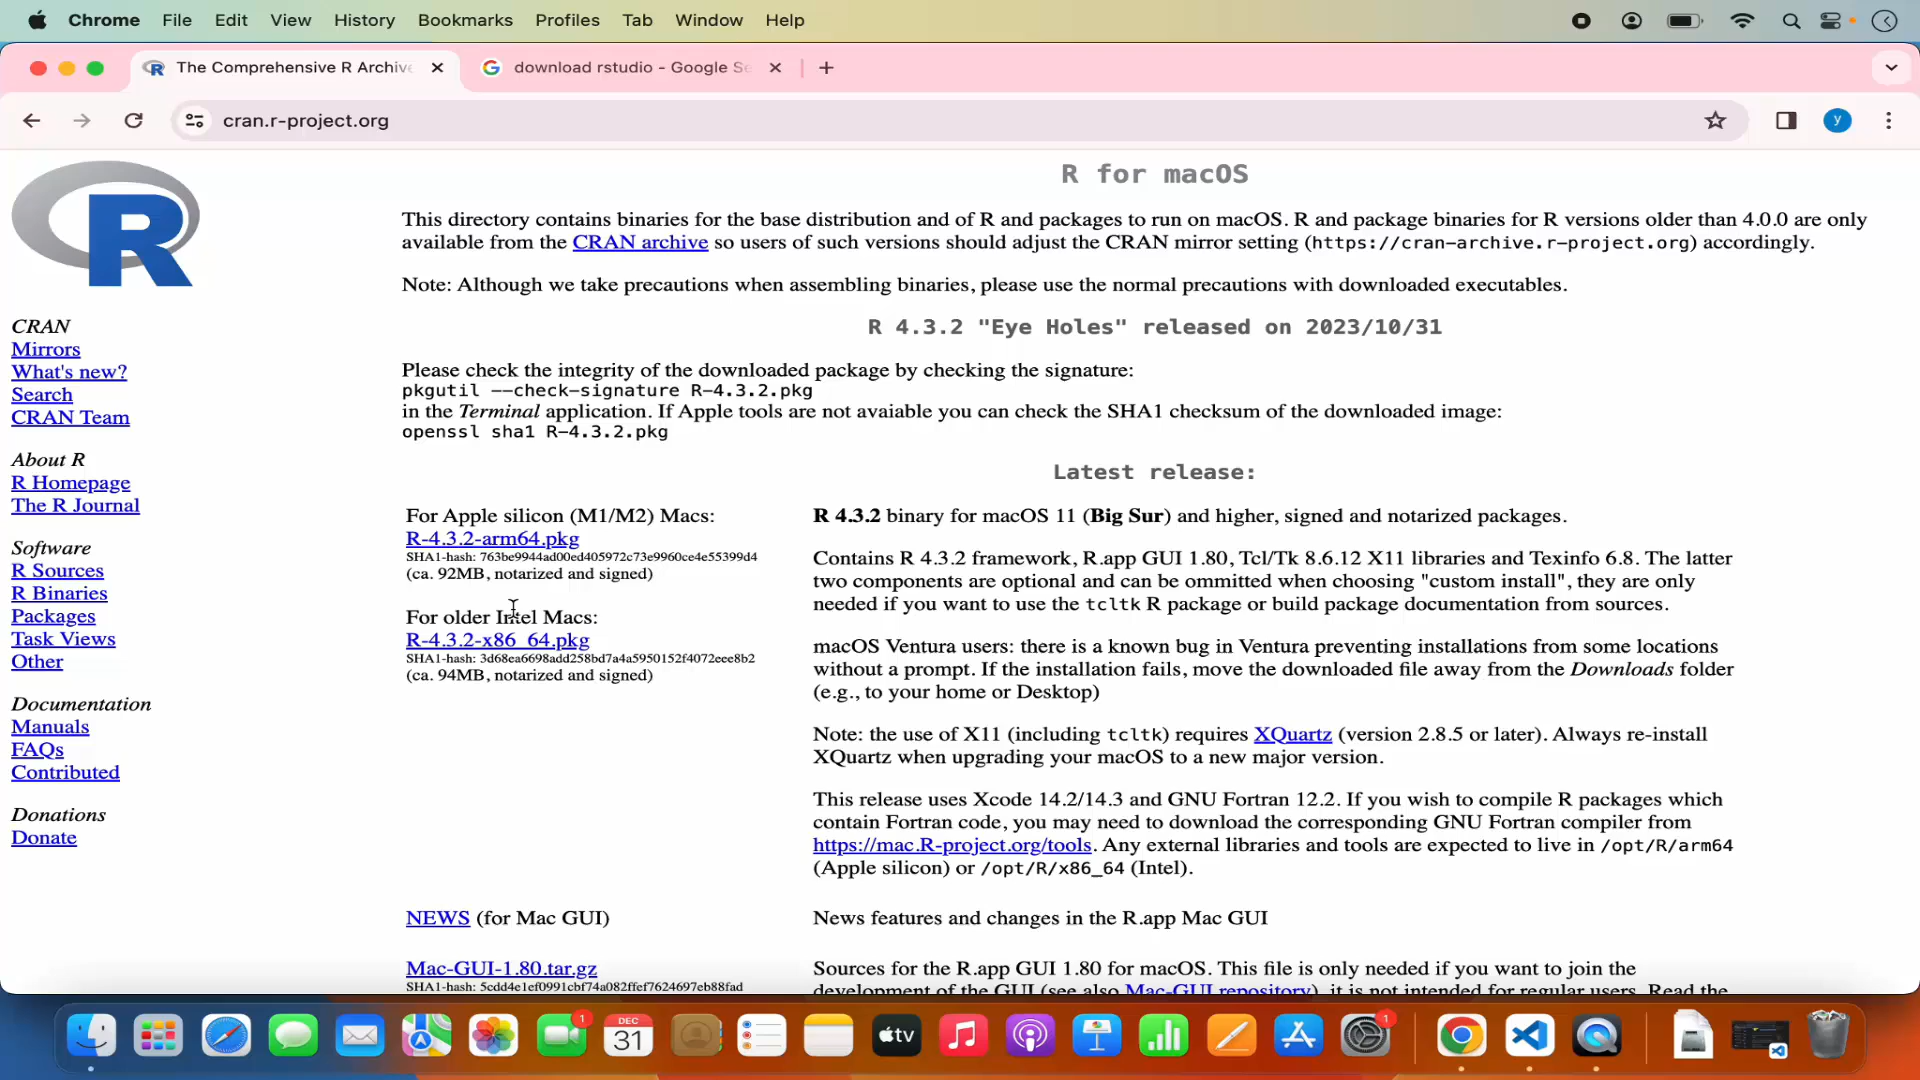 Chrome File Edit View History Bookmarks Profiles Tab Window Help
The Comprehensive R Archive
download rstudio - Google Se
cran.r-project.org
y
R
CRAN
Mirrors
What's new?
Search
CRAN Team
About R
R Homepage
The R Journal
Software
R Sources
R Binaries
Packages
Task Views
Other
Documentation
Manuals
FAQs
Contributed
Donations
Donate
R for macOS
This directory contains binaries for the base distribution and of R and packages to run on macOS. R and package binaries for R versions older than 4.0.0 are only
available from the CRAN archive so users of such versions should adjust the CRAN mirror setting (https://cran-archive.r-project.org) accordingly.
Note: Although we take precautions when assembling binaries, please use the normal precautions with downloaded executables.
R 4.3.2 "Eye Holes" released on 2023/10/31
Please check the integrity of the downloaded package by checking the signature:
pkgutil --check-signature R-4.3.2.pkg
in the Terminal application. If Apple tools are not avaiable you can check the SHA1 checksum of the downloaded image:
openssl sha1 R-4.3.2.pkg
Latest release:
For Apple silicon (M1/M2) Macs:
R-4.3.2-arm64.pkg
SHA1-hash: 763be9944ad00ed405972c73e9960ce4e55399d4
(ca. 92MB, notarized and signed)
For older Intel Macs:
R-4.3.2-x86_64.pkg
SHA1-hash: 3d68ea6698add258bd7a4a5950152f4072eee8b2
(ca. 94MB, notarized and signed)
R 4.3.2 binary for macOS 11 (Big Sur) and higher, signed and notarized packages.
Contains R 4.3.2 framework, R.app GUI 1.80, Tcl/Tk 8.6.12 X11 libraries and Texinfo 6.8. The latter
two components are optional and can be ommitted when choosing "custom install", they are only
needed if you want to use the tcltk R package or build package documentation from sources.
macOS Ventura users: there is a known bug in Ventura preventing installations from some locations
without a prompt. If the installation fails, move the downloaded file away from the Downloads folder
(e.g., to your home or Desktop)
Note: the use of X11 (including tcltk) requires XQuartz (version 2.8.5 or later). Always re-install
XQuartz when upgrading your macOS to a new major version.
This release uses Xcode 14.2/14.3 and GNU Fortran 12.2. If you wish to compile R packages which
contain Fortran code, you may need to download the corresponding GNU Fortran compiler from
https://mac.R-project.org/tools. Any external libraries and tools are expected to live in /opt/R/arm64
(Apple silicon) or /opt/R/x86_64 (Intel).
NEWS (for Mac GUI)
News features and changes in the R.app Mac GUI
Mac-GUI-1.80.tar.gz
SHA1-hash: 5cdd4e1ef0991cbf74a082ffef7624697eb88fad
Sources for the R.app GUI 1.80 for macOS. This file is only needed if you want to join the
development of the GUI (see also Mac-GUI repository), it is not intended for regular users. Read the
1
DEC
31
tv
1